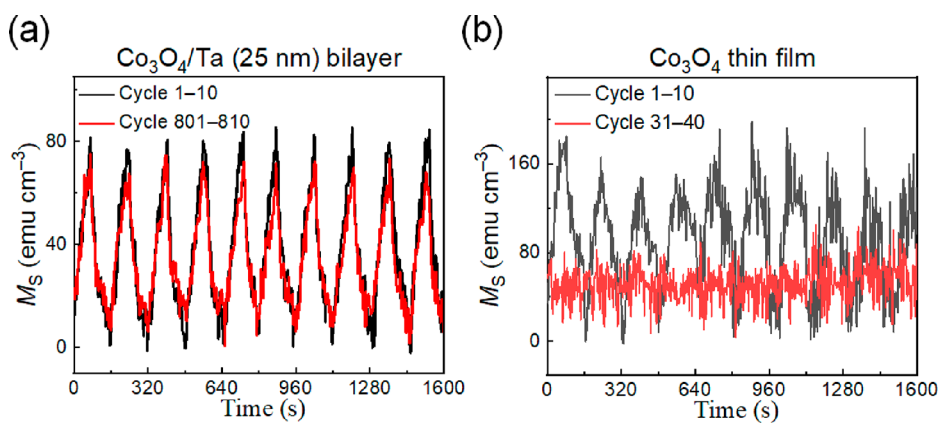 (a)
Co₃O₄/Ta (25 nm) bilayer
Cycle 1–10
Cycle 801–810
80
40
0
M_S (emu cm⁻³)
0 320 640 960 1280 1600
Time (s)
(b)
Co₃O₄ thin film
Cycle 1–10
Cycle 31–40
160
80
0
M_S (emu cm⁻³)
0 320 640 960 1280 1600
Time (s)